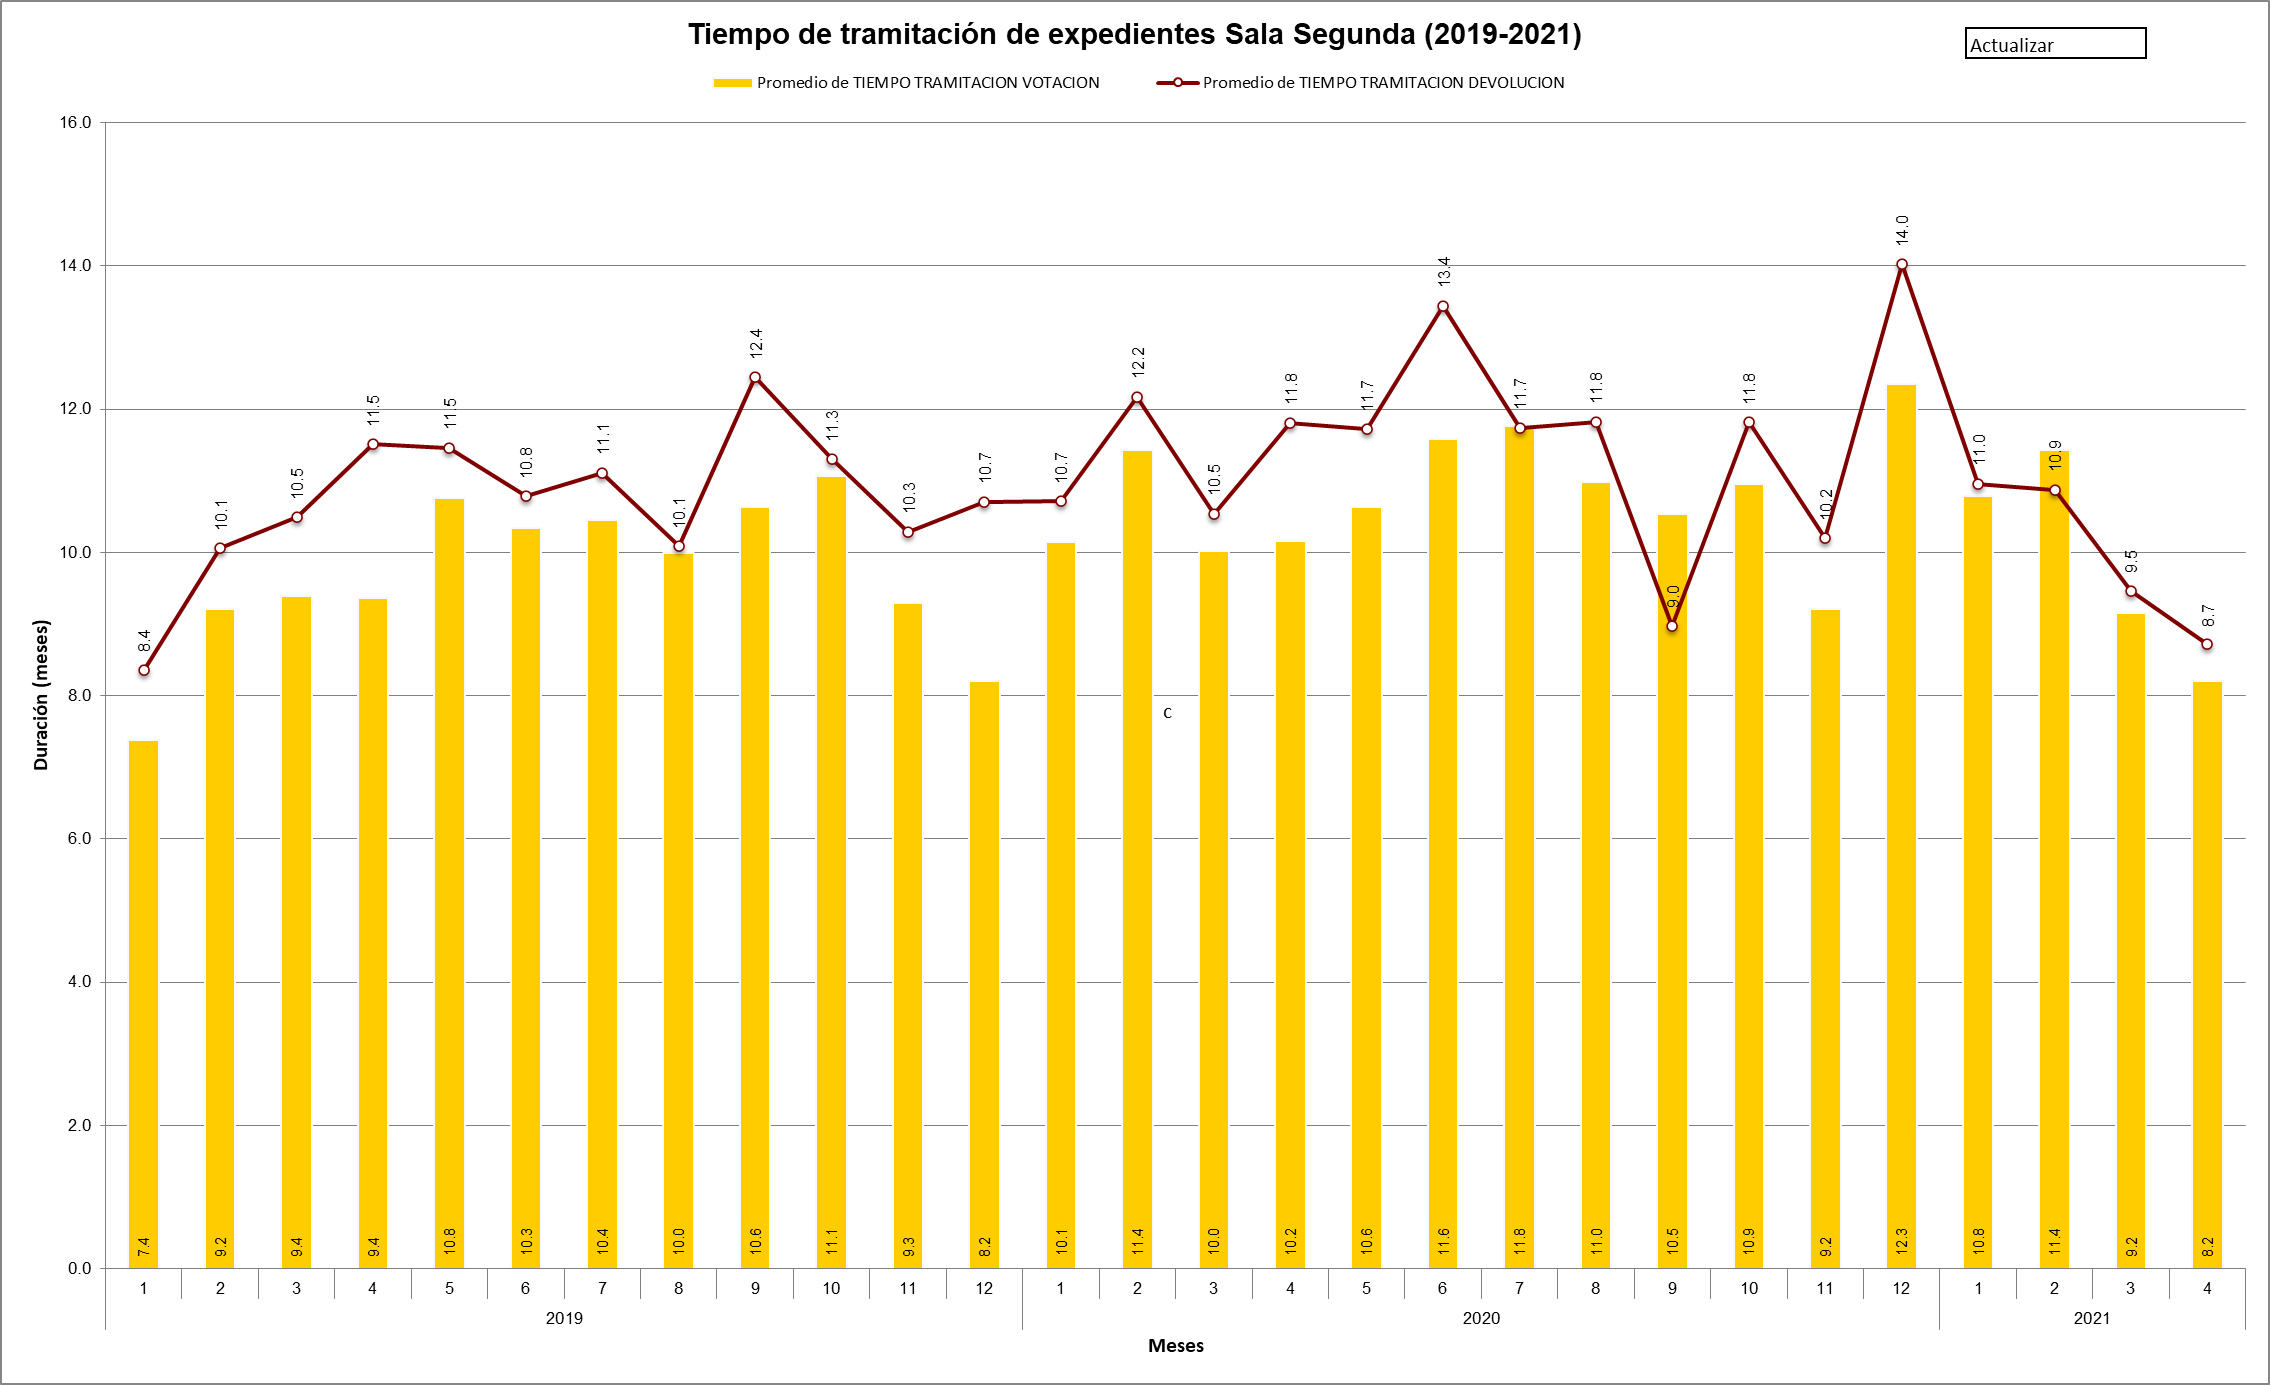 Tiempo de tramitación de expedientes Sala Segunda (2019-2021)
Actualizar
Promedio de TIEMPO TRAMITACION VOTACION
Promedio de TIEMPO TRAMITACION DEVOLUCION
Duración (meses)
16.0
14.0
12.0
10.0
8.0
6.0
4.0
2.0
0.0
8.4 10.1 10.5 11.5 11.5 10.8 11.1 10.1 12.4 11.3 10.3 10.7 10.7 12.2 10.5 11.8 11.7 13.4 11.7 11.8 9.0 11.8 10.2 14.0 11.0 10.9 9.5 8.7
c
7.4 9.2 9.4 9.4 10.8 10.3 10.4 10.0 10.6 11.1 9.3 8.2 10.1 11.4 10.0 10.2 10.6 11.6 11.8 11.0 10.5 10.9 9.2 12.3 10.8 11.4 9.2 8.2
1 2 3 4 5 6 7 8 9 10 11 12 1 2 3 4 5 6 7 8 9 10 11 12 1 2 3 4
2019 2020 2021
Meses